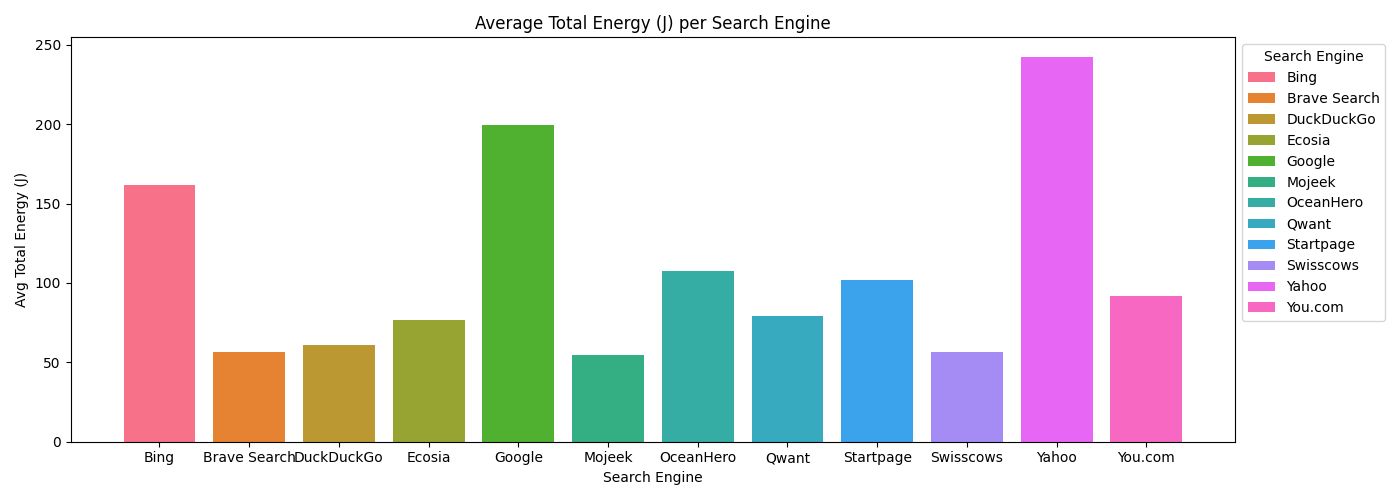 Average Total Energy (J) per Search Engine
Avg Total Energy (J)
250
200
150
100
50
0
Bing Brave Search DuckDuckGo Ecosia Google Mojeek OceanHero Qwant Startpage Swisscows Yahoo You.com
Search Engine
Search Engine
Bing
Brave Search
DuckDuckGo
Ecosia
Google
Mojeek
OceanHero
Qwant
Startpage
Swisscows
Yahoo
You.com